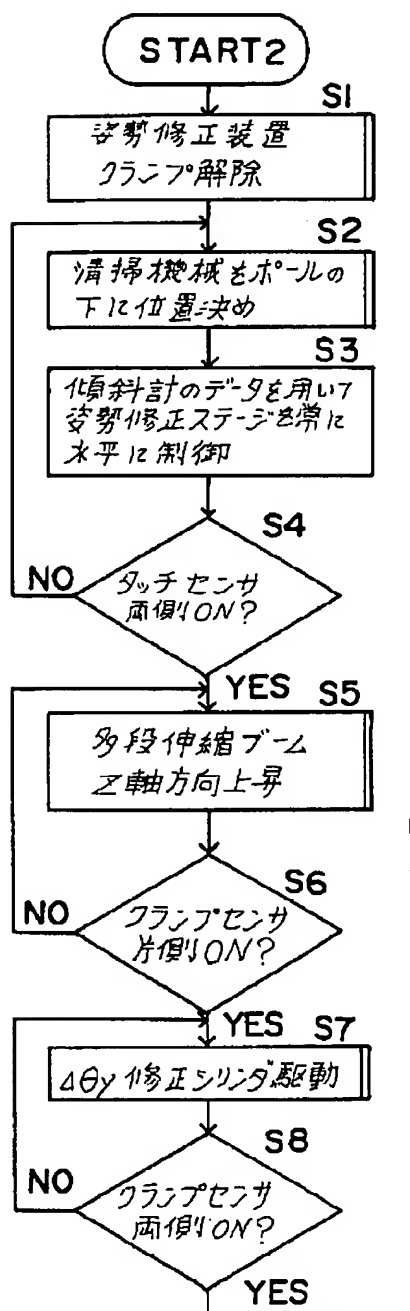 START2
S1
姿勢修正装置
クランプ解除
S2
清掃機械をポールの
下に位置決め
S3
傾斜計のデータを用いて
姿勢修正ステージを常に
水平に制御
S4
タッチセンサ
両側ON?
NO
YES
S5
多段伸縮ブーム
Z軸方向上昇
S6
クランプセンサ
片側ON?
NO
YES
S7
Δθy修正シリンダ駆動
S8
クランプセンサ
両側ON?
NO
YES